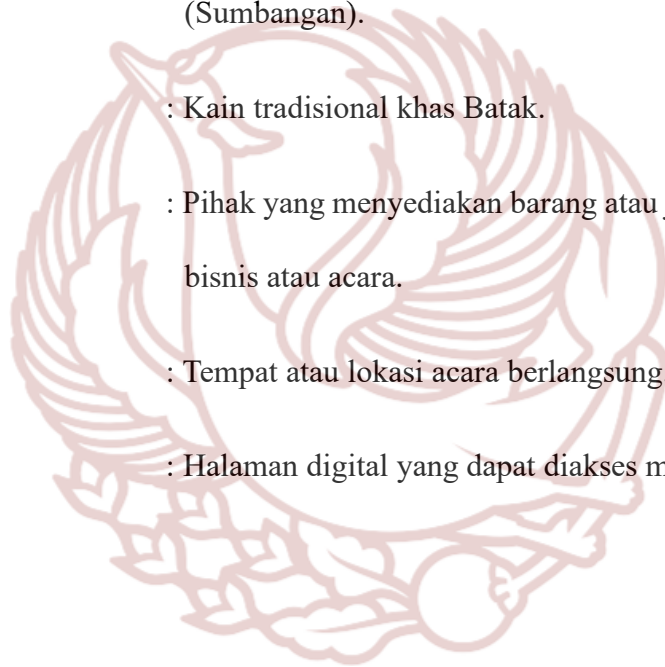 (Sumbangan).
: Kain tradisional khas Batak.
: Pihak yang menyediakan barang atau
bisnis atau acara.
: Tempat atau lokasi acara berlangsung
: Halaman digital yang dapat diakses